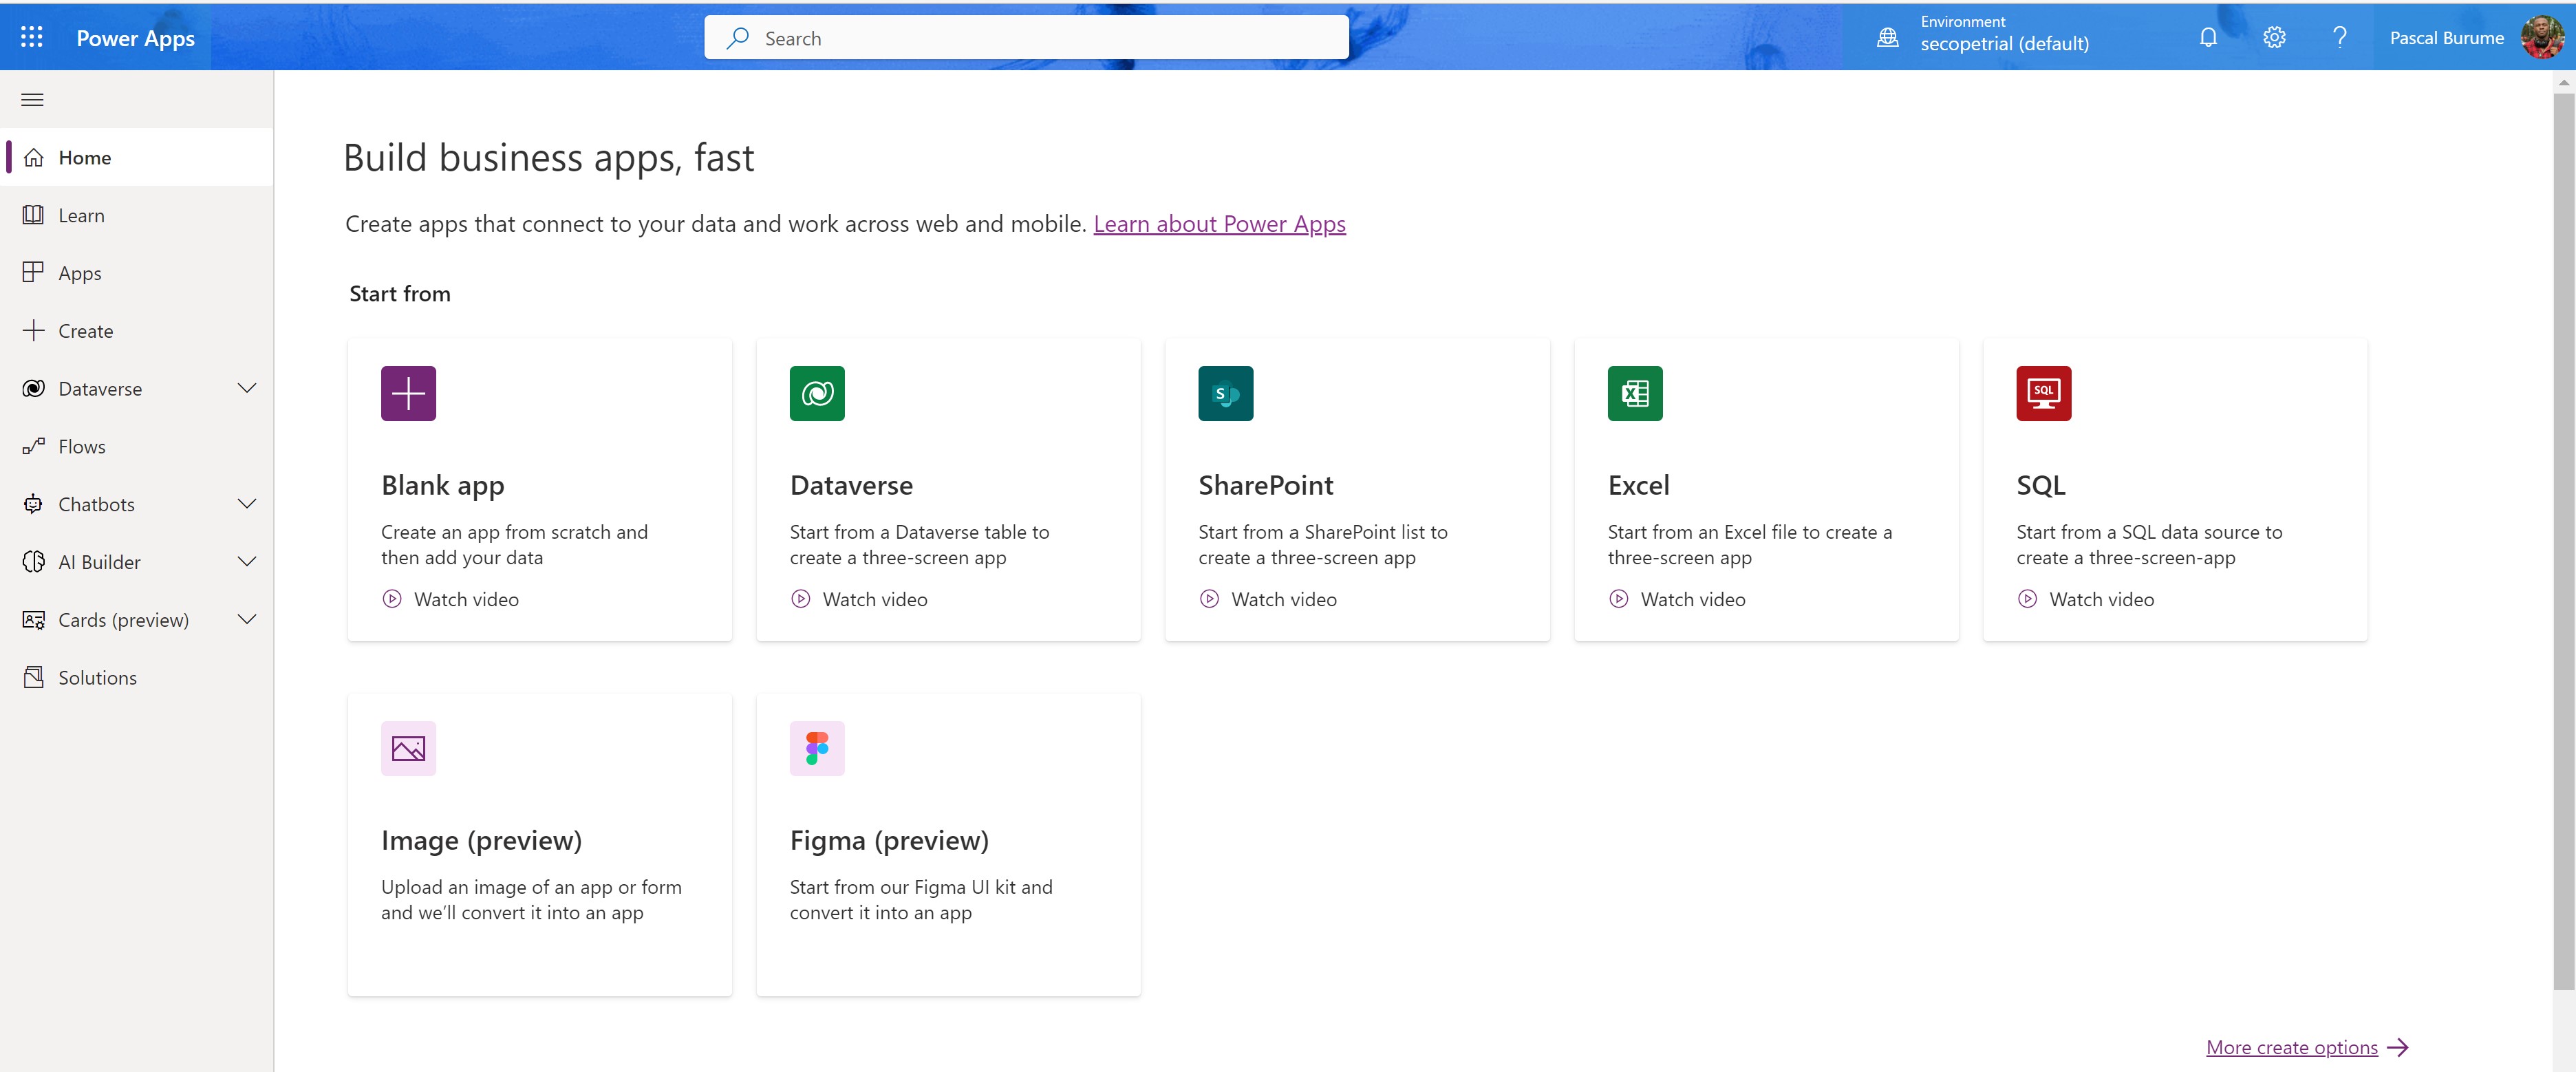 Power Apps
Search
Environment
secopetrial (default)
Pascal Burume
Home
Learn
Apps
Create
Dataverse
Flows
Chatbots
AI Builder
Cards (preview)
Solutions
Build business apps, fast
Create apps that connect to your data and work across web and mobile. Learn about Power Apps
Start from
Blank app
Create an app from scratch and
then add your data
Watch video
Dataverse
Start from a Dataverse table to
create a three-screen app
Watch video
S
SharePoint
Start from a SharePoint list to
create a three-screen app
Watch video
X
Excel
Start from an Excel file to create a
three-screen app
Watch video
SQL
SQL
Start from a SQL data source to
create a three-screen-app
Watch video
Image (preview)
Upload an image of an app or form
and we’ll convert it into an app
Figma (preview)
Start from our Figma UI kit and
convert it into an app
More create options